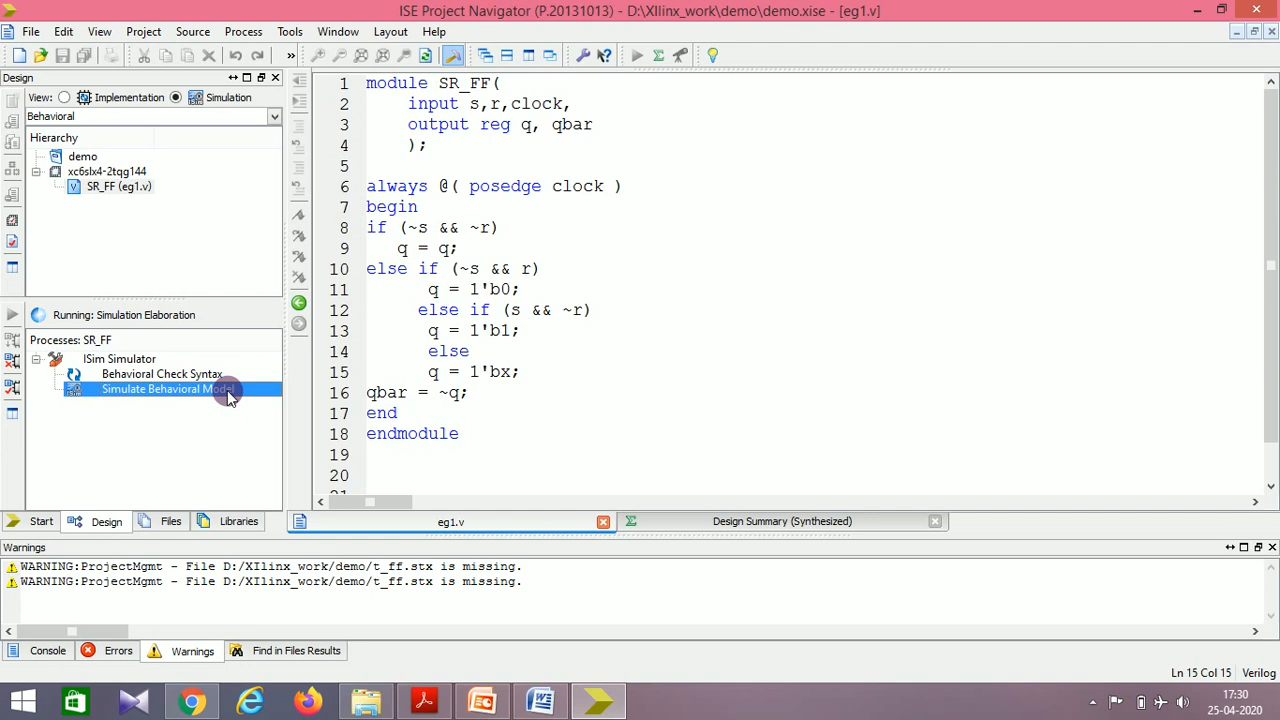 ISE Project Navigator (P.20131013) - D:\XIlinx_work\demo\demo.xise - [eg1.v]
File Edit View Project Source Process Tools Window Layout Help
»
Design
View: Implementation Simulation
Behavioral
Hierarchy
demo
xc6slx4-2tqg144
SR_FF (eg1.v)
Running: Simulation Elaboration
Processes: SR_FF
ISim Simulator
Behavioral Check Syntax
Simulate Behavioral Model
Start Design Files Libraries
1 module SR_FF(
2 input s,r,clock,
3 output reg q, qbar
4 );
5
6 always @( posedge clock )
7 begin
8 if (~s && ~r)
9 q = q;
10 else if (~s && r)
11 q = 1'b0;
12 else if (s && ~r)
13 q = 1'b1;
14 else
15 q = 1'bx;
16 qbar = ~q;
17 end
18 endmodule
19
20
21
eg1.v Design Summary (Synthesized)
Warnings
WARNING:ProjectMgmt - File D:/XIlinx_work/demo/t_ff.stx is missing.
WARNING:ProjectMgmt - File D:/XIlinx_work/demo/t_ff.stx is missing.
Console Errors Warnings Find in Files Results
Ln 15 Col 15 Verilog
17:30
25-04-2020